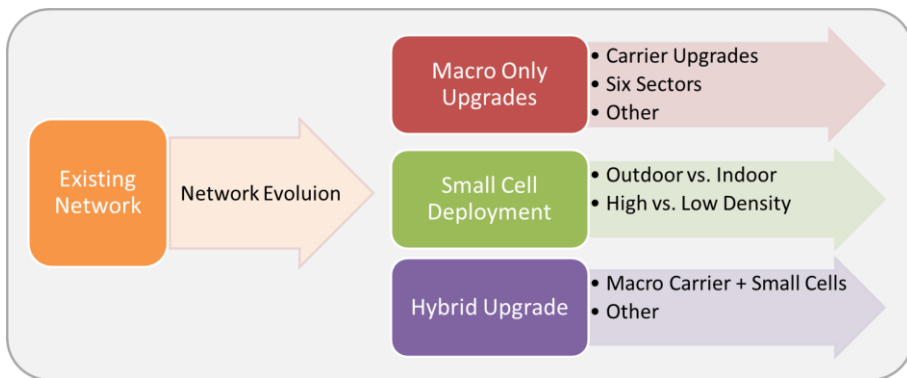 Existing
Network
Network Evoluion
Macro Only
Upgrades
• Carrier Upgrades
• Six Sectors
• Other
Small Cell
Deployment
• Outdoor vs. Indoor
• High vs. Low Density
Hybrid Upgrade
• Macro Carrier + Small Cells
• Other